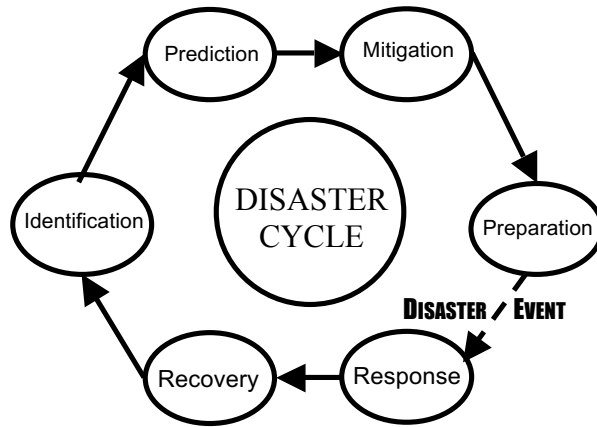 Prediction
Mitigation
Identification
DISASTER
CYCLE
Preparation
DISASTER EVENT
Recovery
Response